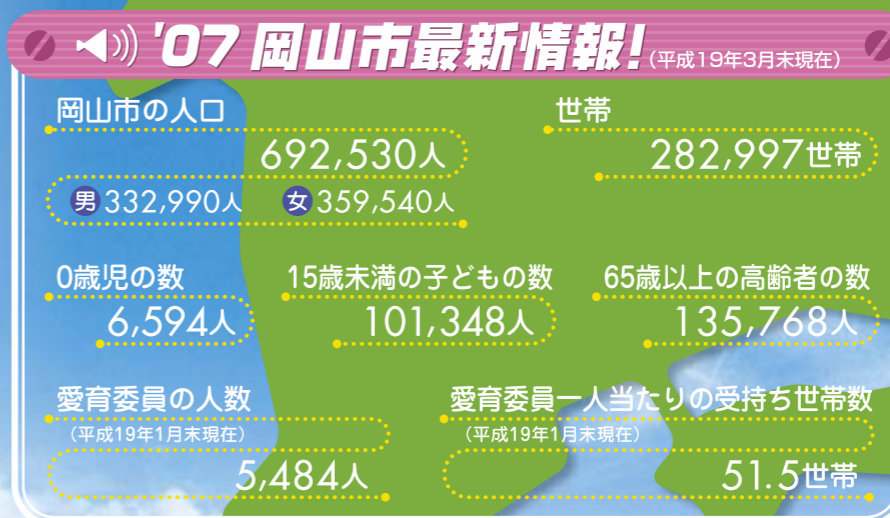 '07 岡山市最新情報!(平成19年3月末現在)
岡山市の人口
692,530人
男 332,990人 女 359,540人
世帯
282,997世帯
0歳児の数
6,594人
15歳未満の子どもの数
101,348人
65歳以上の高齢者の数
135,768人
愛育委員の人数
(平成19年1月末現在)
5,484人
愛育委員一人当たりの受持ち世帯数
(平成19年1月末現在)
51.5世帯